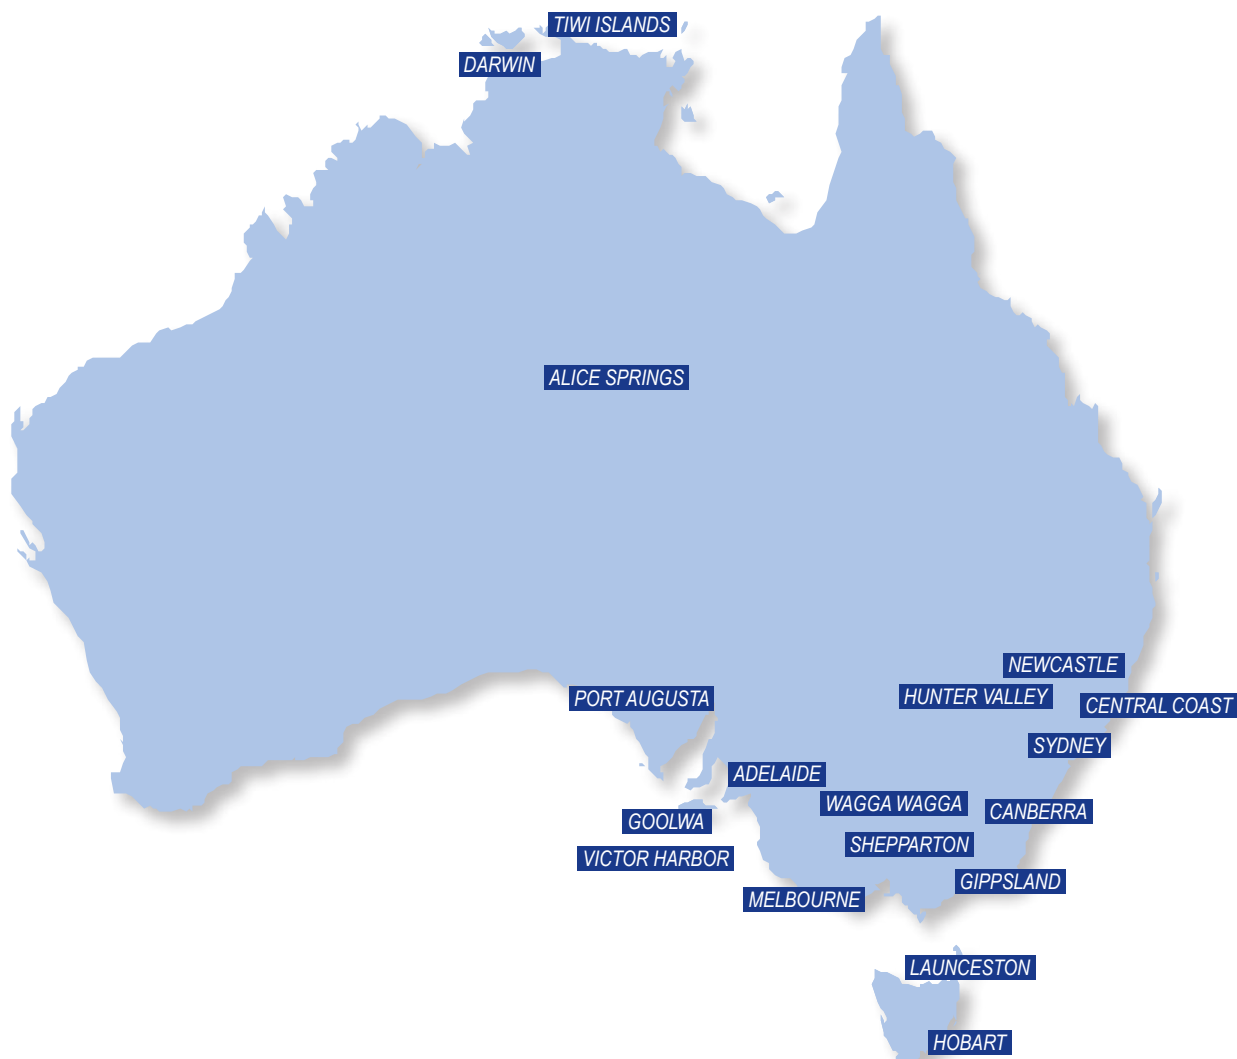 TIWI ISLANDS
DARWIN
ALICE SPRINGS
NEWCASTLE
HUNTER VALLEY
PORT AUGUSTA
CENTRAL COAST
SYDNEY
ADELAIDE
WAGGA WAGGA
CANBERRA
GOOLWA
SHEPPARTON
VICTOR HARBOR
GIPPSLAND
MELBOURNE
LAUNCESTON
HOBART